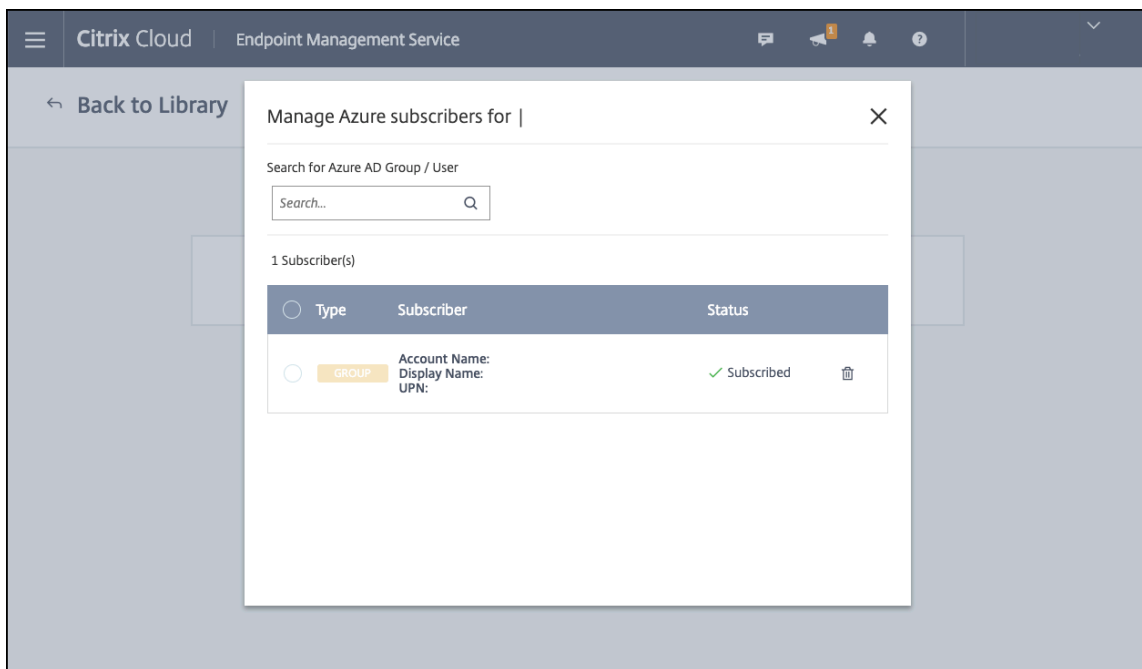 Citrix Cloud | Endpoint Management Service 1
Back to Library
Manage Azure subscribers for |
Search for Azure AD Group / User
Search...
1 Subscriber(s)
Type Subscriber Status
GROUP
Account Name:
Display Name:
UPN:
Subscribed